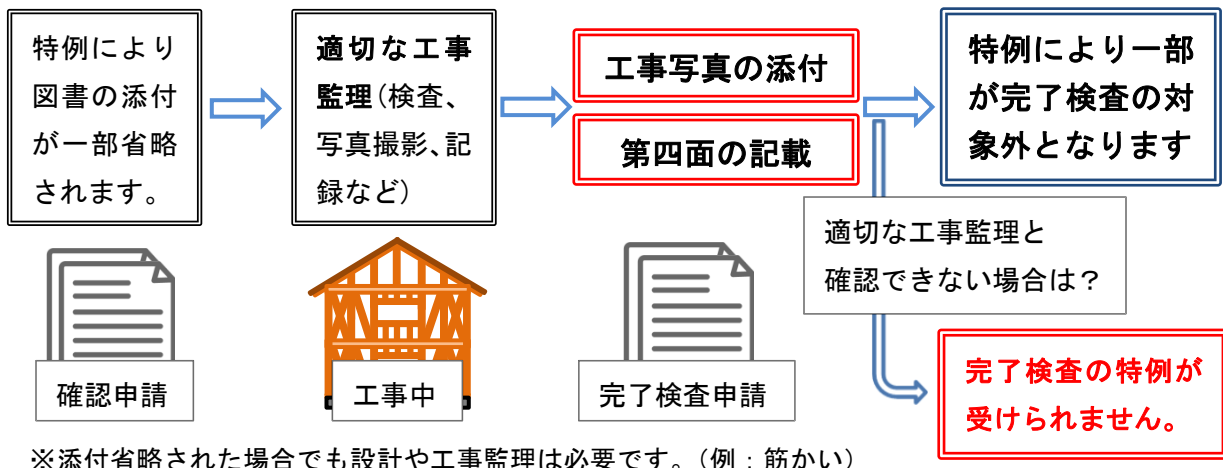 特例により
図書の添付
が一部省略
されます。
適切な工事
監理(検査、
写真撮影、記
録など)
工事写真の添付
第四面の記載
特例により一部
が完了検査の対
象外となります
適切な工事監理と
確認できない場合は？
確認申請
工事中
完了検査申請
完了検査の特例が
受けられません。
※添付省略された場合でも設計や工事監理は必要です。(例：筋かい)